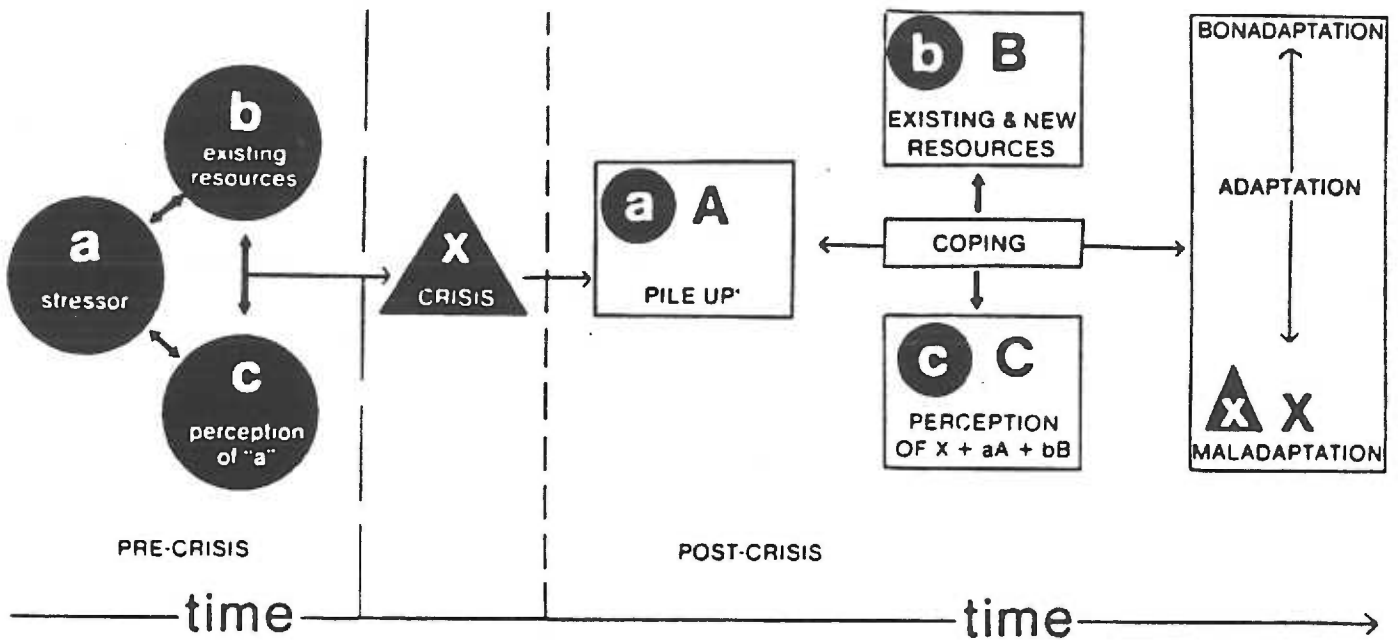 b
existing
resources
a
stressor
c
perception
of "a"
X
CRISIS
a A
PILE UP*
b B
EXISTING & NEW
RESOURCES
COPING
c C
PERCEPTION
OF X + aA + bB
BONADAPTATION
ADAPTATION
x X
MALADAPTATION
PRE-CRISIS
POST-CRISIS
time
time